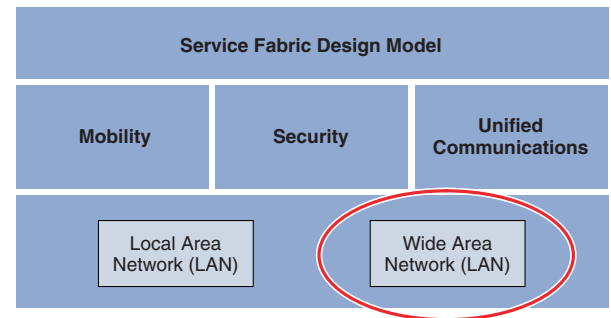 Service Fabric Design Model
Mobility
Security
Unified
Communications
Local Area
Network (LAN)
Wide Area
Network (LAN)